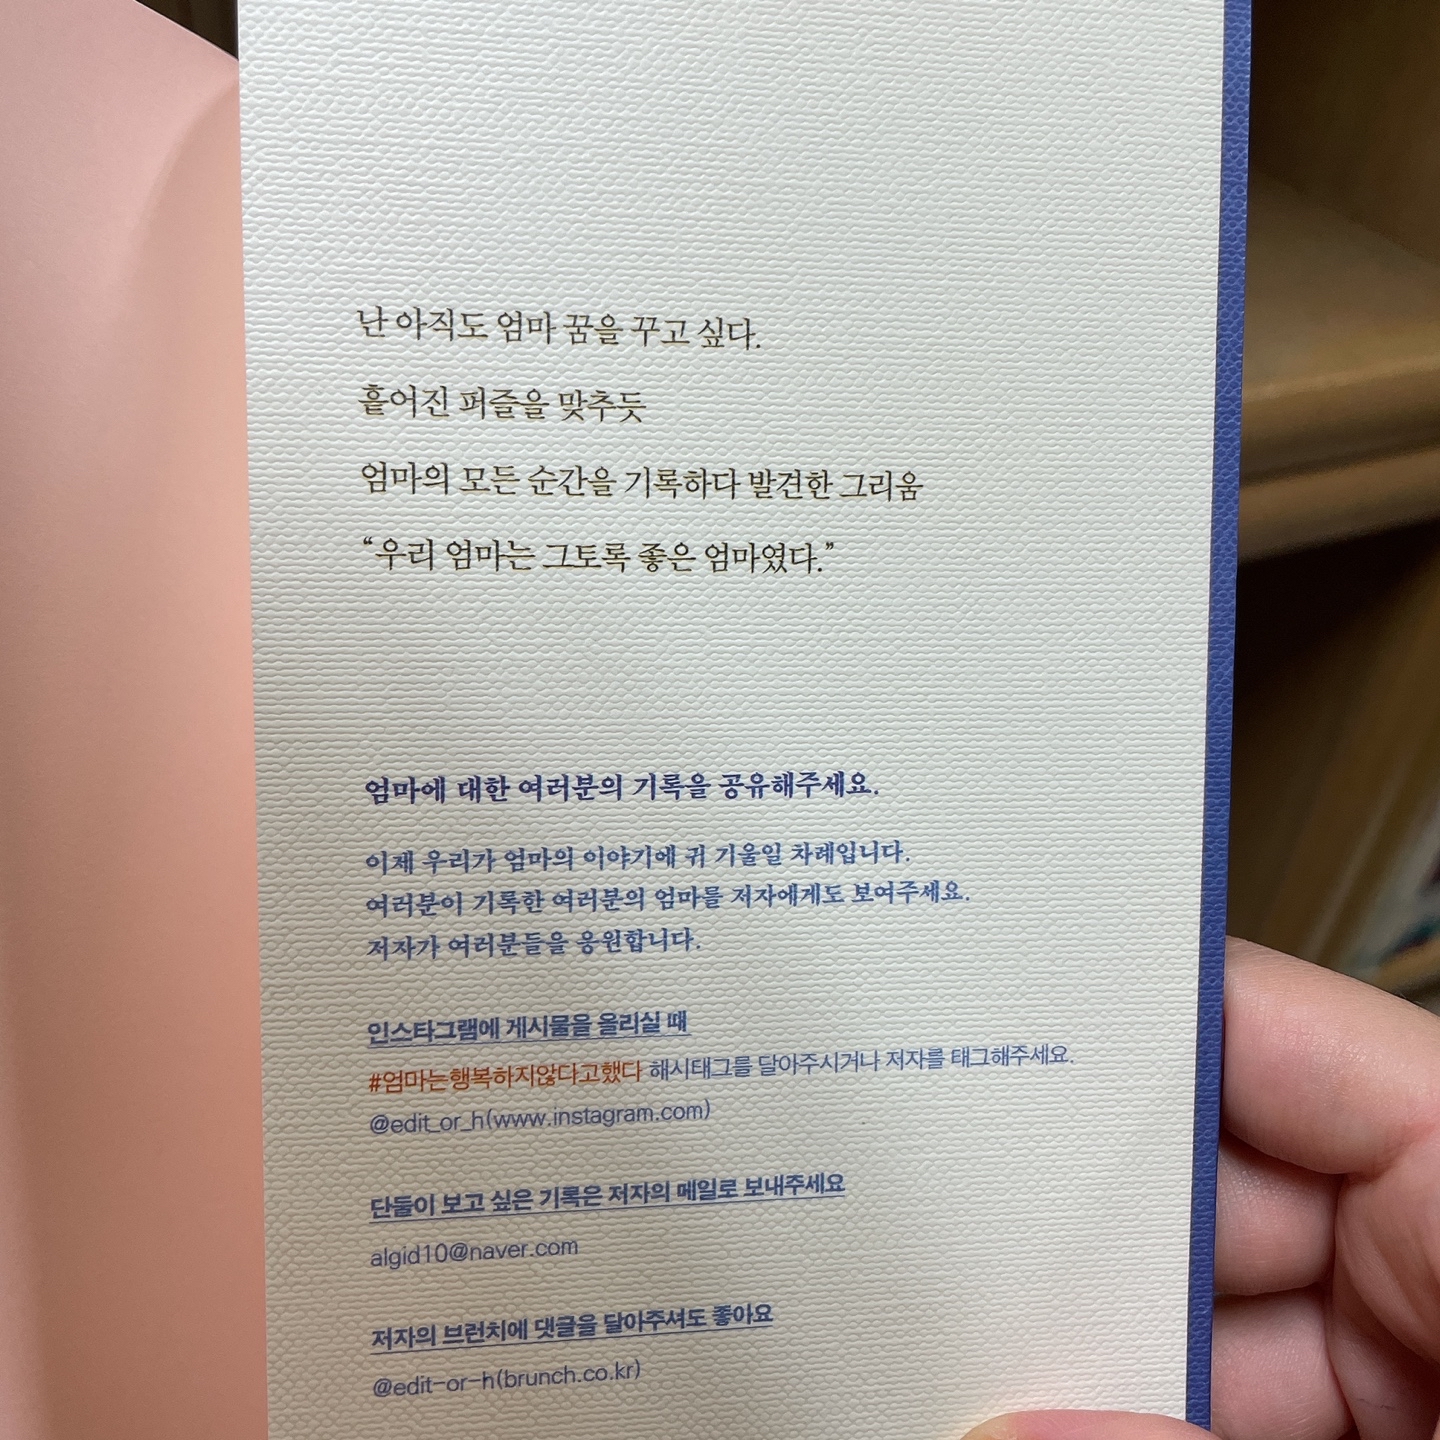 난 아직도 엄마 꿈을 꾸고 싶다.
흩어진 퍼즐을 맞추듯
엄마의 모든 순간을 기록하다 발견한 그리움
“우리 엄마는 그토록 좋은 엄마였다.”
엄마에 대한 여러분의 기록을 공유해주세요.
이제 우리가 엄마의 이야기에 귀 기울일 차례입니다.
여러분이 기록한 여러분의 엄마를 저자에게도 보여주세요.
저자가 여러분들을 응원합니다.
인스타그램에 게시물을 올리실 때
#엄마는행복하지않다고했다 해시태그를 달아주시거나 저자를 태그해주세요.
@edit_or_h(www.instagram.com)
단둘이 보고 싶은 기록은 저자의 메일로 보내주세요
algid10@naver.com
저자의 브런치에 댓글을 달아주셔도 좋아요
@edit-or-h(brunch.co.kr)